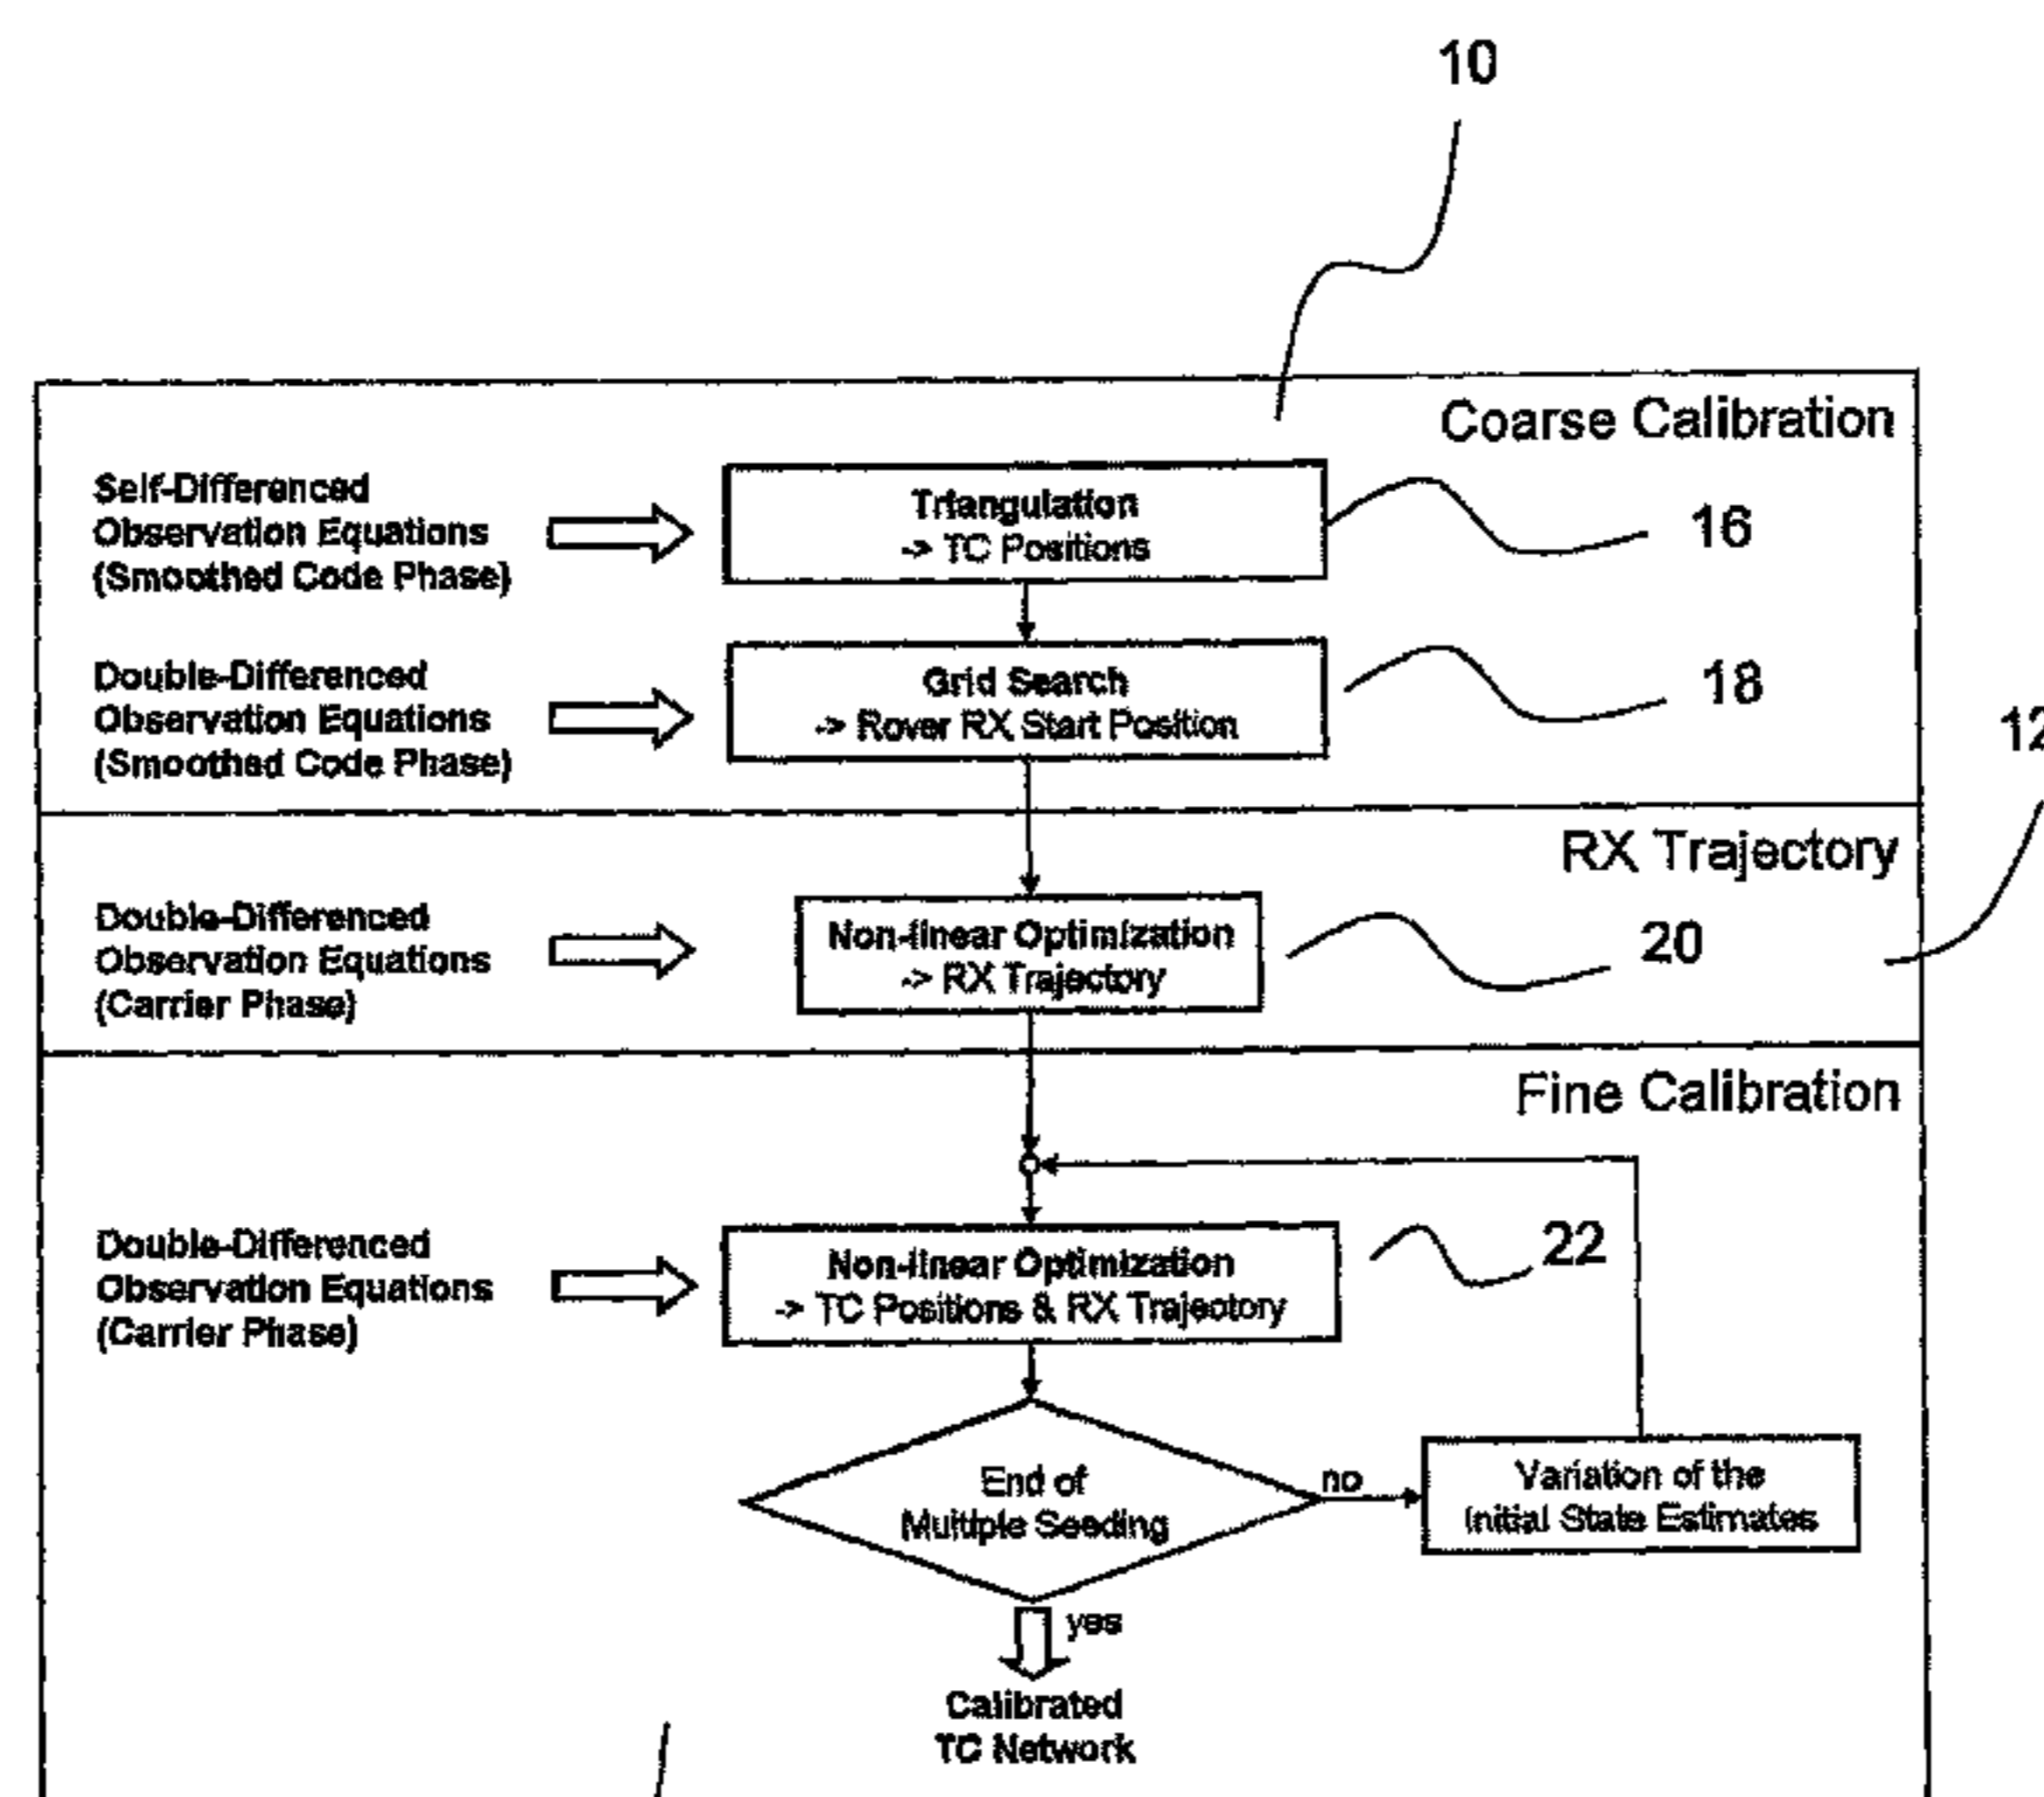 10
Coarse Calibration
Self-Differenced
Observation Equations
(Smoothed Code Phase)
Triangulation
-> TC Positions
16
Double-Differenced
Observation Equations
(Smoothed Code Phase)
Grid Search
-> Rover RX Start Position
18
12
RX Trajectory
Double-Differenced
Observation Equations
(Carrier Phase)
Non-linear Optimization
-> RX Trajectory
20
Fine Calibration
Double-Differenced
Observation Equations
(Carrier Phase)
Non-linear Optimization
-> TC Positions & RX Trajectory
22
End of
Multiple Seeding
no
Variation of the
Initial State Estimates
yes
Calibrated
TC Network